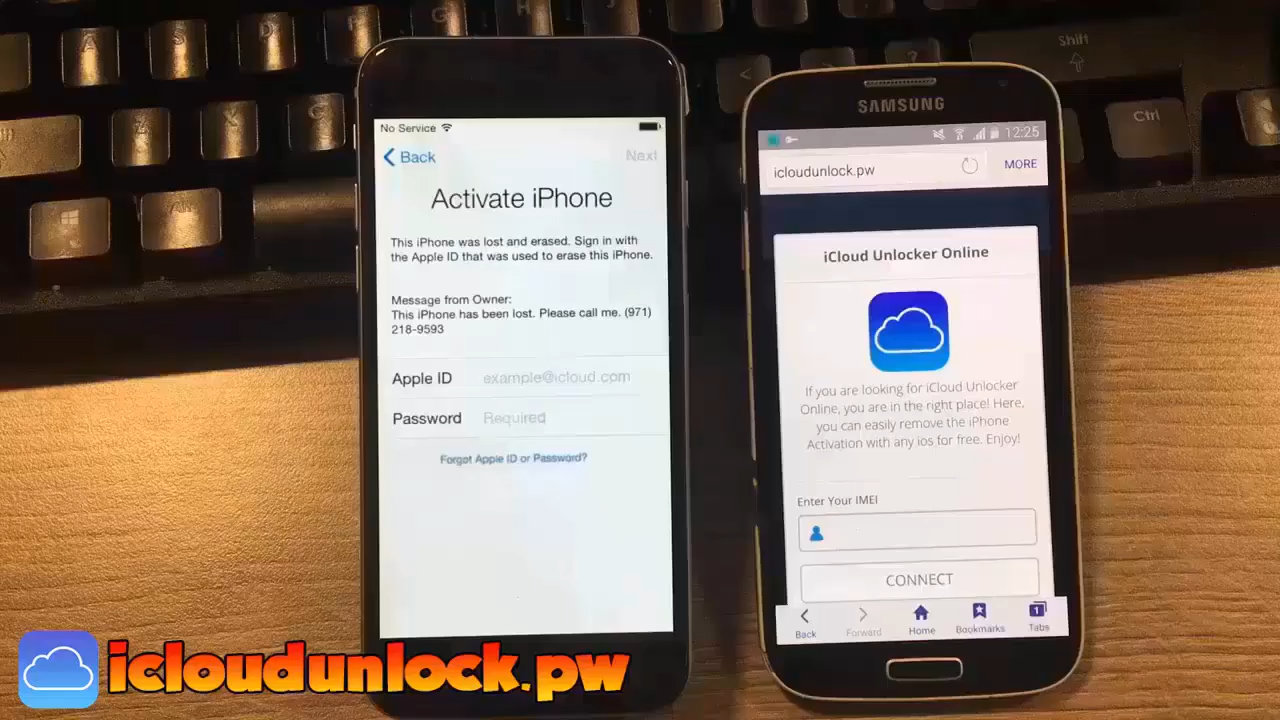 A
S
D
F
G
H
Z
Shift
Ctrl
Alt
No Service
Back
Next
Activate iPhone
This iPhone was lost and erased. Sign in with
the Apple ID that was used to erase this iPhone.
Message from Owner:
This iPhone has been lost. Please call me. (971)
218-9593
Apple ID example@icloud.com
Password Required
Forgot Apple ID or Password?
SAMSUNG
12:25
icloudunlock.pw
MORE
iCloud Unlocker Online
If you are looking for iCloud Unlocker
Online, you are in the right place! Here,
you can easily remove the iPhone
Activation with any ios for free. Enjoy!
Enter Your IMEI
CONNECT
1
Back Forward Home Bookmarks Tabs
icloudunlock.pw